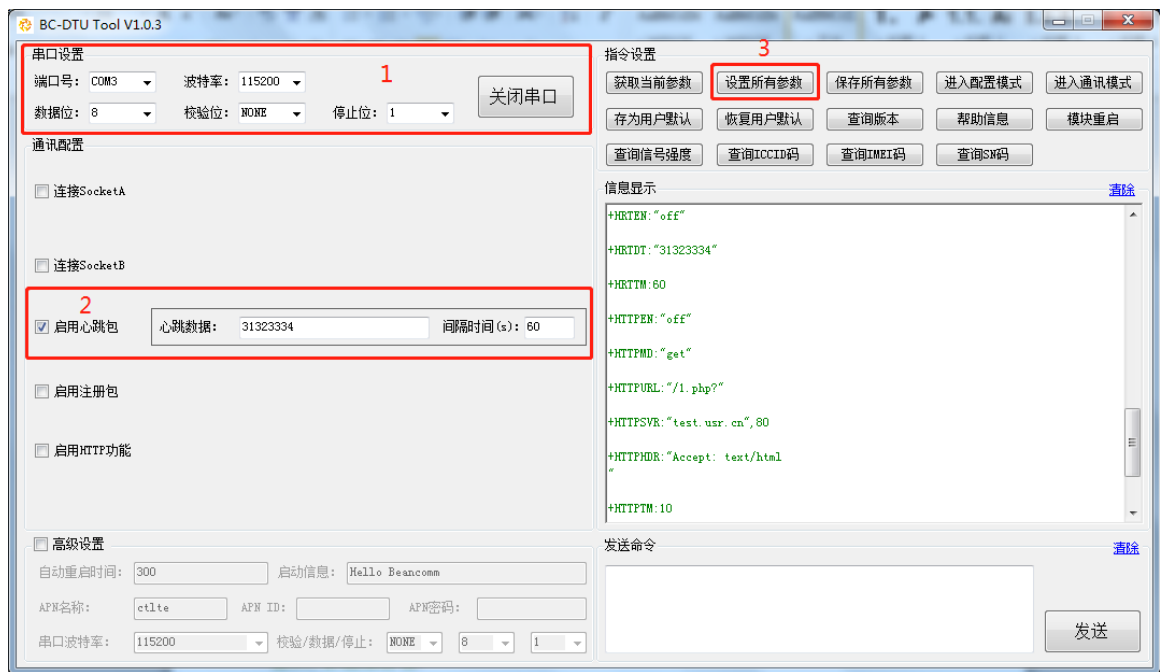 BC-DTU Tool V1.0.3
串口设置
端口号: COM3 波特率: 115200 1 关闭串口
数据位: 8 校验位: NONE 停止位: 1
通讯配置
连接SocketA
连接SocketB
2
启用心跳包 心跳数据: 31323334 间隔时间(s): 60
启用注册包
启用HTTP功能
高级设置
自动重启时间: 300 启动信息: Hello Beancomm
APN名称: ctlte APN ID: APN密码:
串口波特率: 115200 校验/数据/停止: NONE 8 1
指令设置 3
获取当前参数 设置所有参数 保存所有参数 进入配置模式 进入通讯模式
存为用户默认 恢复用户默认 查询版本 帮助信息 模块重启
查询信号强度 查询ICCID码 查询IMEI码 查询SN码
信息显示 清除
+HRTEN:"off"
+HRTDT:"31323334"
+HRTTM:60
+HTTPEN:"off"
+HTTPMD:"get"
+HTTPURL:"/1.php?"
+HTTPSVR:"test.usr.cn",80
+HTTPHDR:"Accept: text/html
"
+HTTPTM:10
发送命令 清除
发送